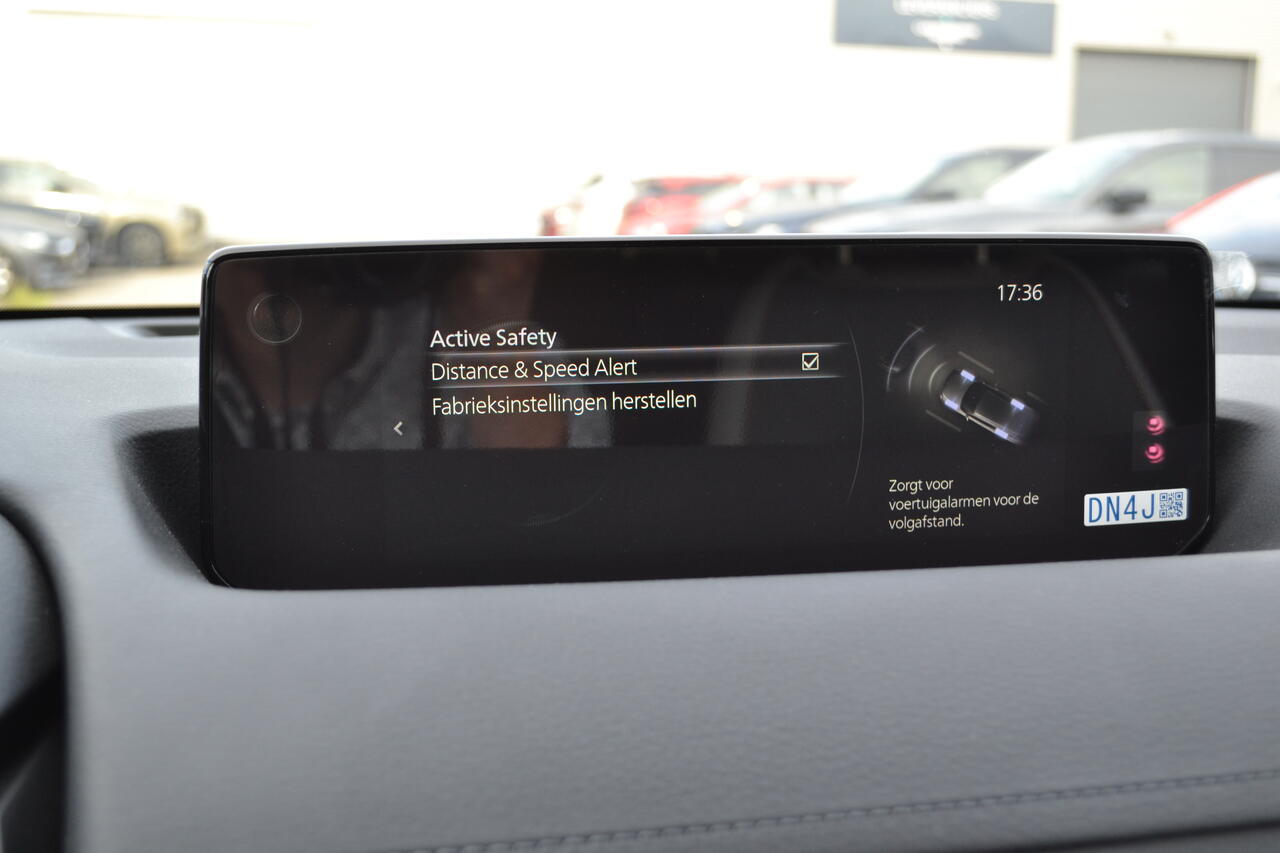 17:36
Active Safety
Distance & Speed Alert
Fabrieksinstellingen herstellen
Zorgt voor
voertuigalarmen voor de
volgafstand.
DN4J